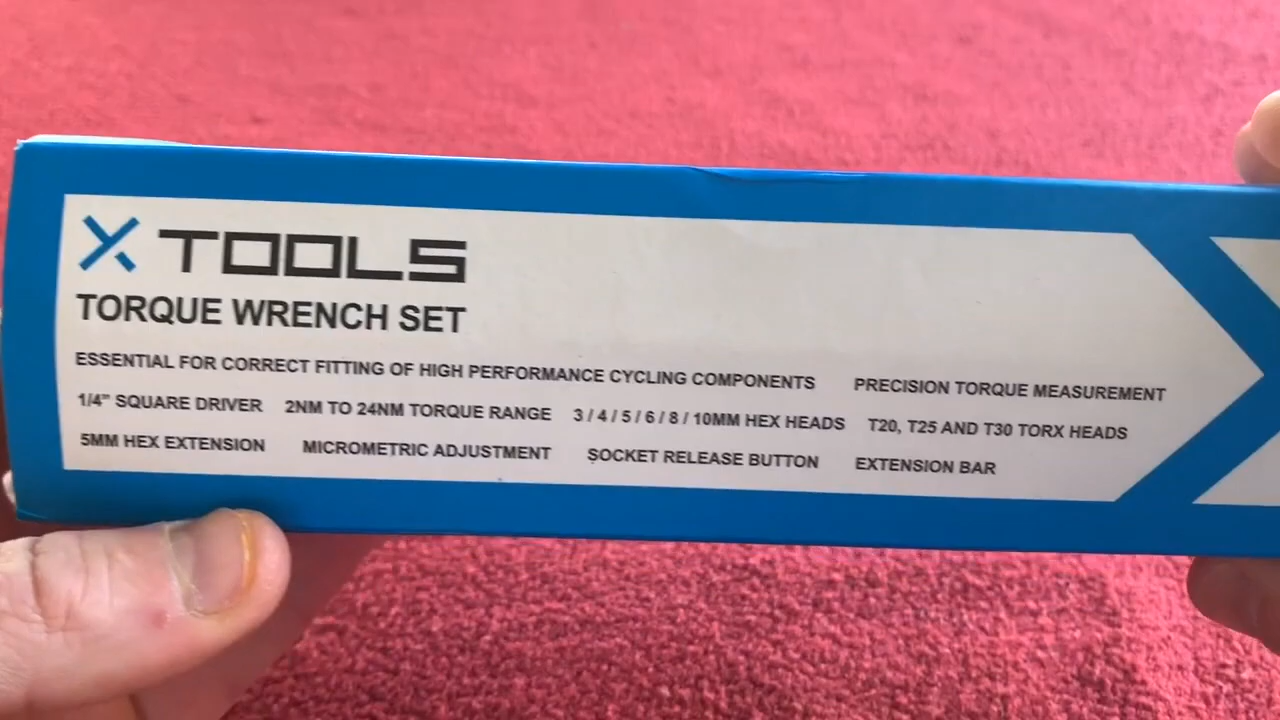 X TOOLS
TORQUE WRENCH SET
ESSENTIAL FOR CORRECT FITTING OF HIGH PERFORMANCE CYCLING COMPONENTS PRECISION TORQUE MEASUREMENT
1/4" SQUARE DRIVER 2NM TO 24NM TORQUE RANGE 3 / 4 / 5 / 6 / 8 / 10MM HEX HEADS T20, T25 AND T30 TORX HEADS
5MM HEX EXTENSION MICROMETRIC ADJUSTMENT SOCKET RELEASE BUTTON EXTENSION BAR